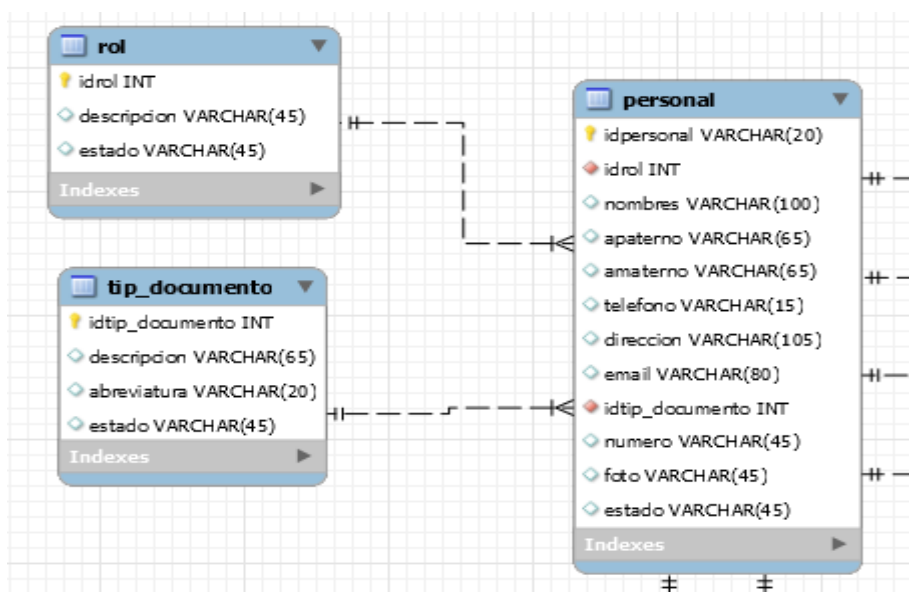 rol
idrol INT
descripcion VARCHAR(45)
estado VARCHAR(45)
Indexes
tip_documento
idtip_documento INT
descripcion VARCHAR(65)
abreviatura VARCHAR(20)
estado VARCHAR(45)
Indexes
personal
idpersonal VARCHAR(20)
idrol INT
nombres VARCHAR(100)
apaterno VARCHAR(65)
amaterno VARCHAR(65)
telefono VARCHAR(15)
direccion VARCHAR(105)
email VARCHAR(80)
idtip_documento INT
numero VARCHAR(45)
foto VARCHAR(45)
estado VARCHAR(45)
Indexes